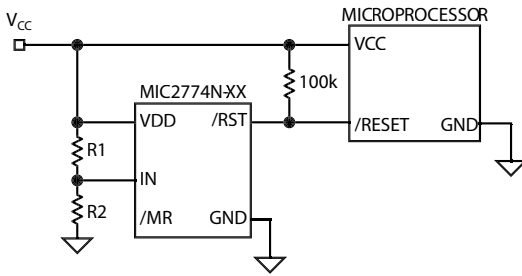 MICROPROCESSOR
VCC
VCC
100k
MIC2774N-XX
VDD
/RST
/RESET
GND
R1
IN
R2
/MR
GND